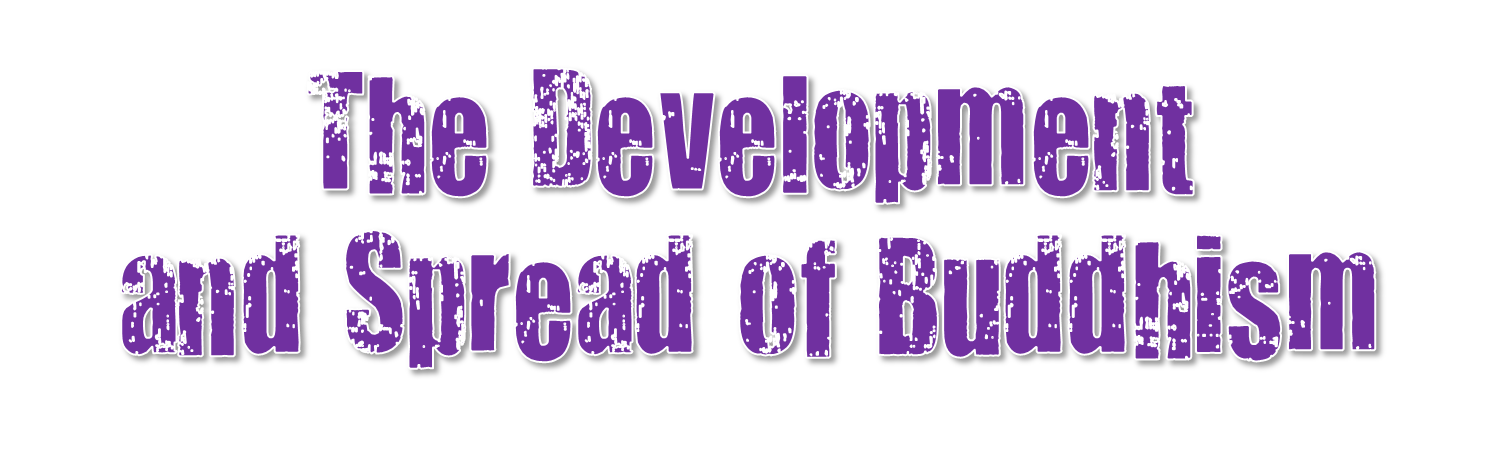 The Development
and Spread of Buddhism